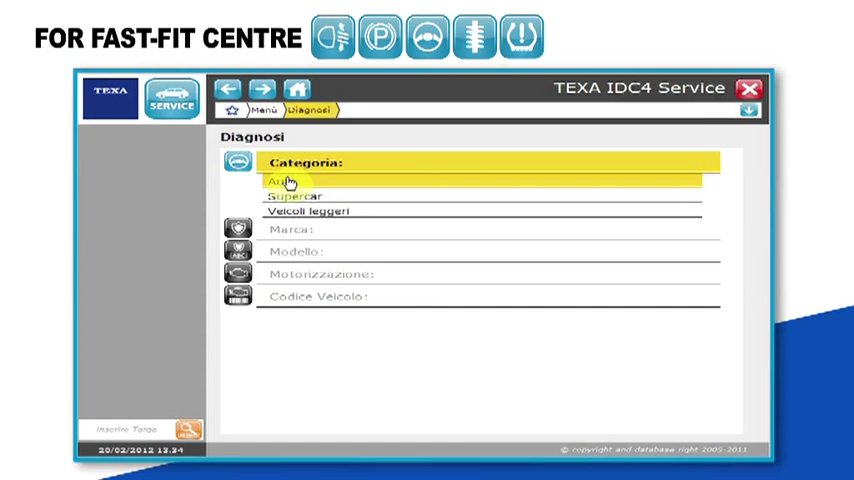 FOR FAST-FIT CENTRE
TEXA
SERVICE
TEXA IDC4 Service
Menù
Diagnosi
Diagnosi
Categoria:
Supercar
Veicoli leggeri
Marca:
Modello:
Motorizzazione:
Codice Veicolo:
Inserire Targa
20/02/2012 13.34
© copyright and database right 2005-2011